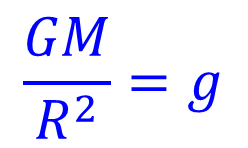 GM/R² = g